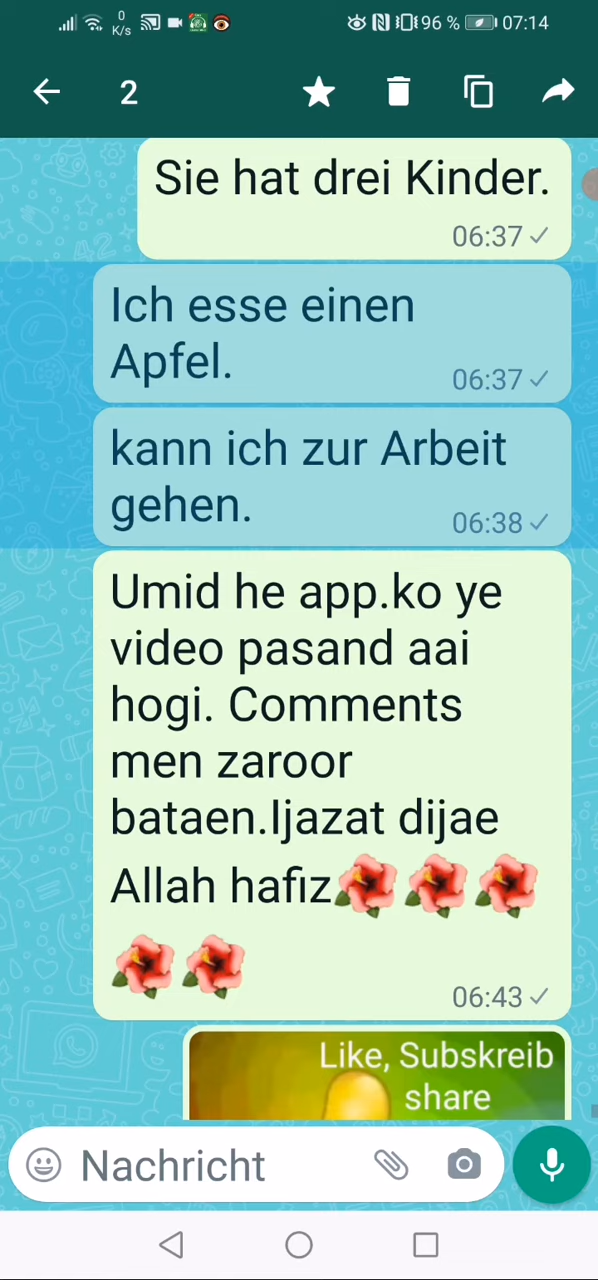 0
K/s
96 %
07:14
2
Sie hat drei Kinder.
06:37
Ich esse einen
Apfel.
06:37
kann ich zur Arbeit
gehen.
06:38
Umid he app.ko ye
video pasand aai
hogi. Comments
men zaroor
bataen.Ijazat dijae
Allah hafiz🌺🌺🌺
🌺🌺
06:43
Like, Subskreib
share
Nachricht